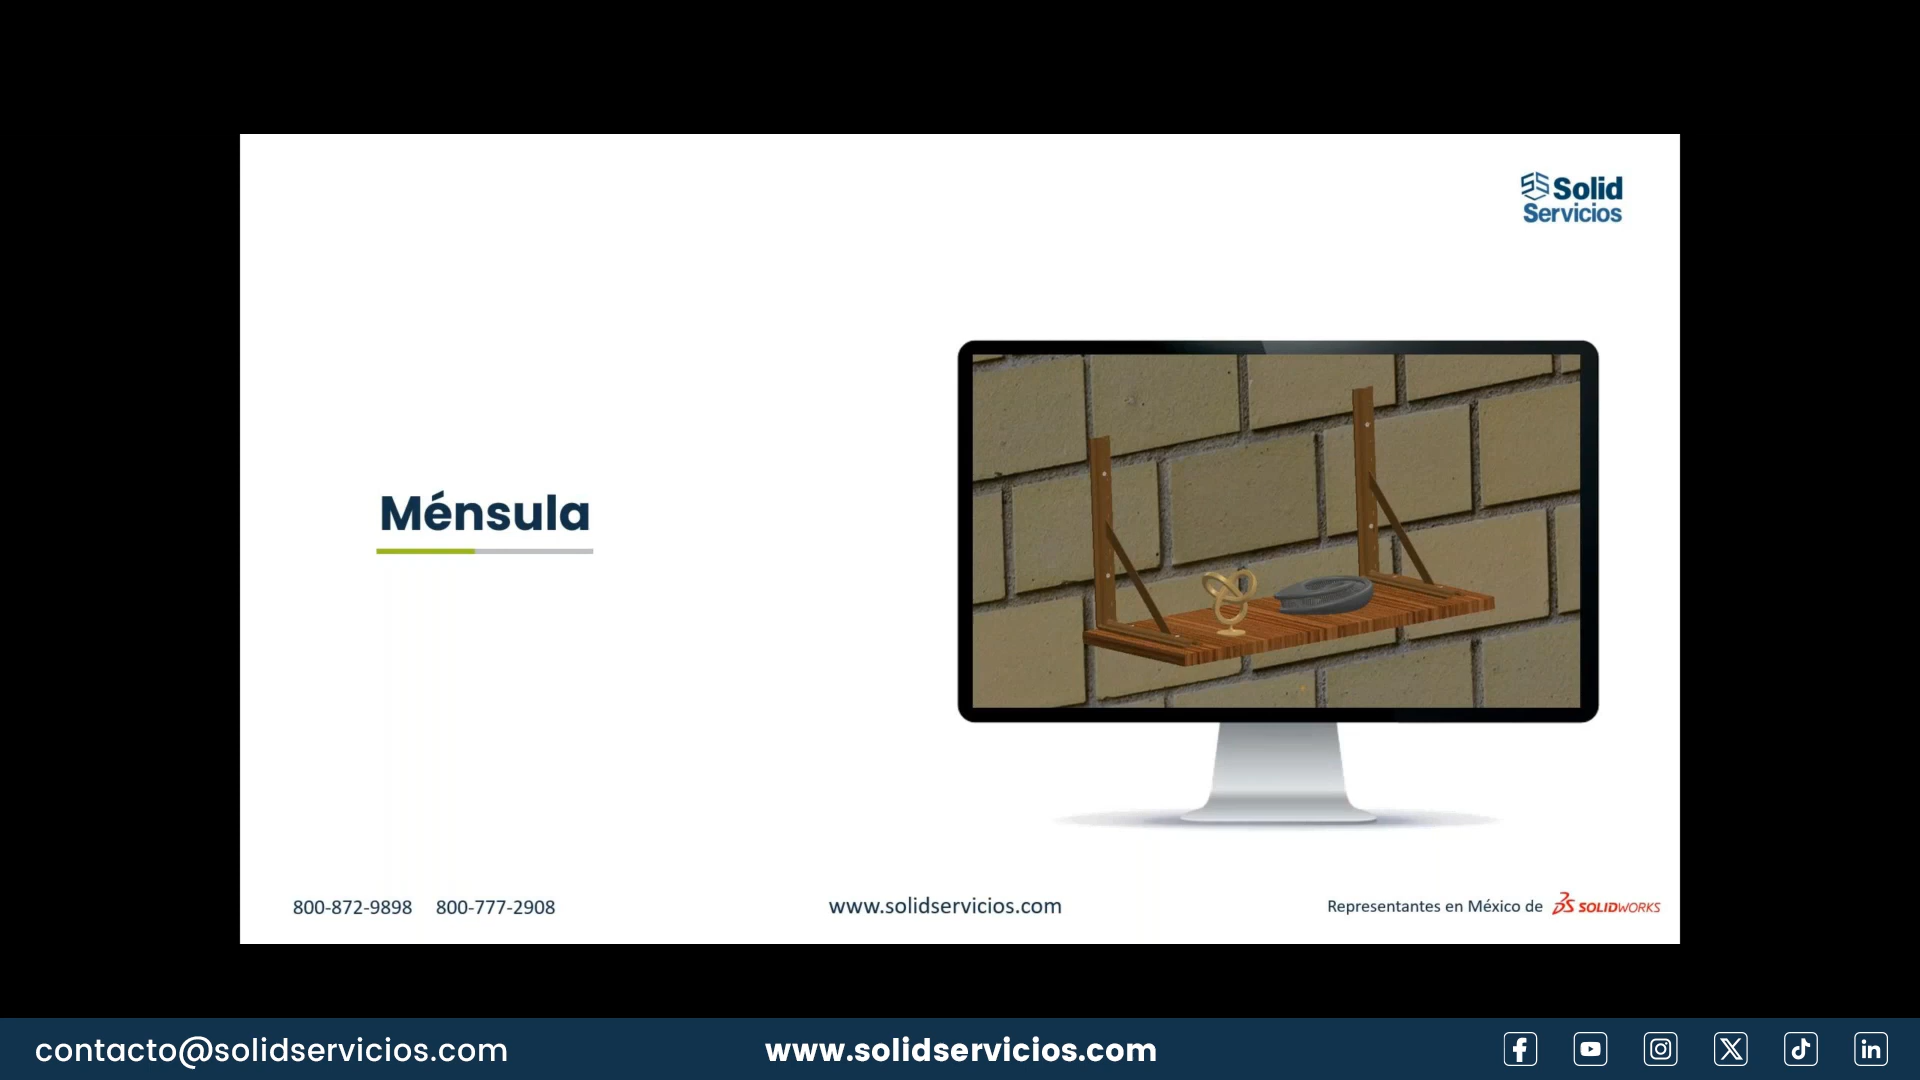 Solid
Servicios
Ménsula
800-872-9898 800-777-2908
www.solidservicios.com
Representantes en México de SOLIDWORKS
contacto@solidservicios.com
www.solidservicios.com